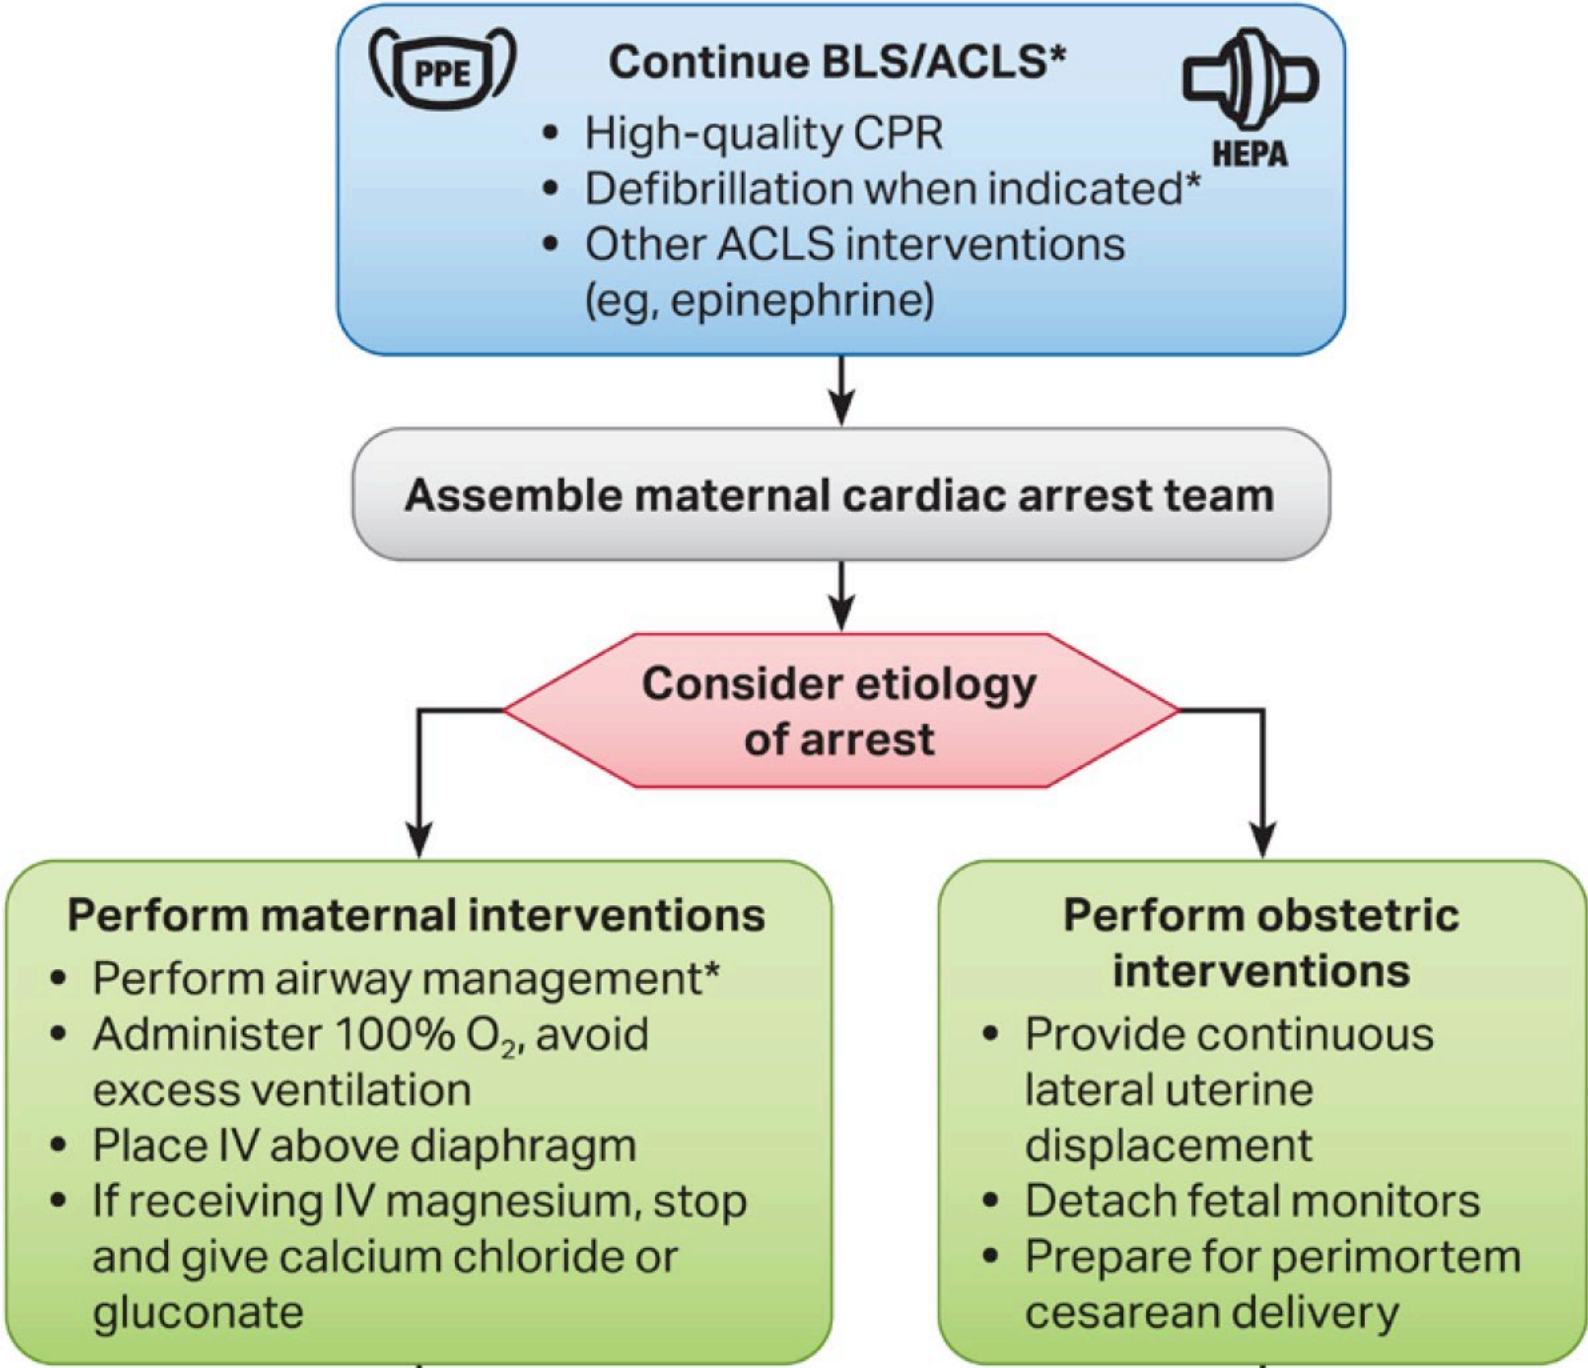 PPE
Continue BLS/ACLS*
HEPA
• High-quality CPR
• Defibrillation when indicated*
• Other ACLS interventions
(eg, epinephrine)
Assemble maternal cardiac arrest team
Consider etiology
of arrest
Perform maternal interventions
• Perform airway management*
• Administer 100% O₂, avoid
excess ventilation
• Place IV above diaphragm
• If receiving IV magnesium, stop
and give calcium chloride or
gluconate
Perform obstetric
interventions
• Provide continuous
lateral uterine
displacement
• Detach fetal monitors
• Prepare for perimortem
cesarean delivery